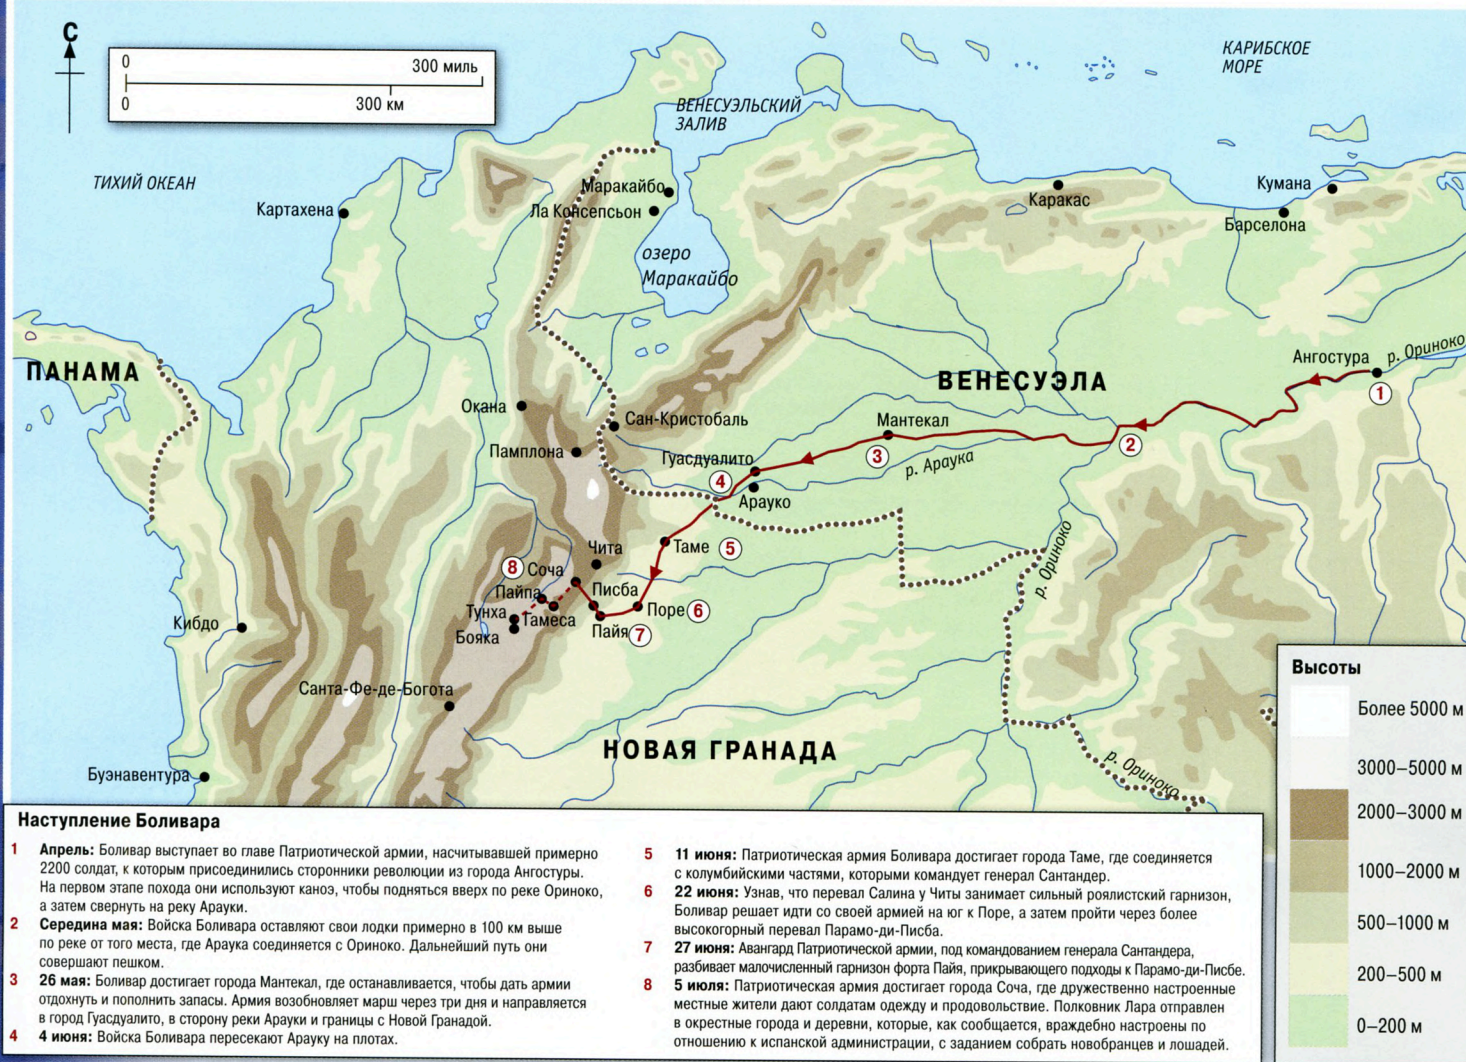 С
0 300 миль
0 300 км
КАРИБСКОЕ
МОРЕ
ВЕНЕСУЭЛЬСКИЙ
ЗАЛИВ
ТИХИЙ ОКЕАН
Картахена
Маракайбо
Ла Консепсьон
озеро
Маракайбо
Каракас
Кумана
Барселона
ПАНАМА
ВЕНЕСУЭЛА
Ангостура
р. Ориноко
1
Окана
Сан-Кристобаль
Мантекал
2
Памплона
Гуасдуалито
3
р. Араука
4
Арауко
Чита
Таме
5
р. Ориноко
8
Соча
Пайпа
Писба
Тунха
Тамеса
Поре
6
Бояка
Пайя
7
Кибдо
Санта-Фе-де-Богота
НОВАЯ ГРАНАДА
р. Ориноко
Буэнавентура
Высоты
Более 5000 м
3000–5000 м
2000–3000 м
1000–2000 м
500–1000 м
200–500 м
0–200 м
Наступление Боливара
1 Апрель: Боливар выступает во главе Патриотической армии, насчитывавшей примерно
2200 солдат, к которым присоединились сторонники революции из города Ангостуры.
На первом этапе похода они используют каноэ, чтобы подняться вверх по реке Ориноко,
а затем свернуть на реку Арауки.
2 Середина мая: Войска Боливара оставляют свои лодки примерно в 100 км выше
по реке от того места, где Араука соединяется с Ориноко. Дальнейший путь они
совершают пешком.
3 26 мая: Боливар достигает города Мантекал, где останавливается, чтобы дать армии
отдохнуть и пополнить запасы. Армия возобновляет марш через три дня и направляется
в город Гуасдуалито, в сторону реки Арауки и границы с Новой Гранадой.
4 4 июня: Войска Боливара пересекают Арауку на плотах.
5 11 июня: Патриотическая армия Боливара достигает города Таме, где соединяется
с колумбийскими частями, которыми командует генерал Сантандер.
6 22 июня: Узнав, что перевал Салина у Читы занимает сильный роялистский гарнизон,
Боливар решает идти со своей армией на юг к Поре, а затем пройти через более
высокогорный перевал Парамо-ди-Писба.
7 27 июня: Авангард Патриотической армии, под командованием генерала Сантандера,
разбивает малочисленный гарнизон форта Пайя, прикрывающего подходы к Парамо-ди-Писбе.
8 5 июля: Патриотическая армия достигает города Соча, где дружественно настроенные
местные жители дают солдатам одежду и продовольствие. Полковник Лара отправлен
в окрестные города и деревни, которые, как сообщается, враждебно настроены по
отношению к испанской администрации, с заданием собрать новобранцев и лошадей.